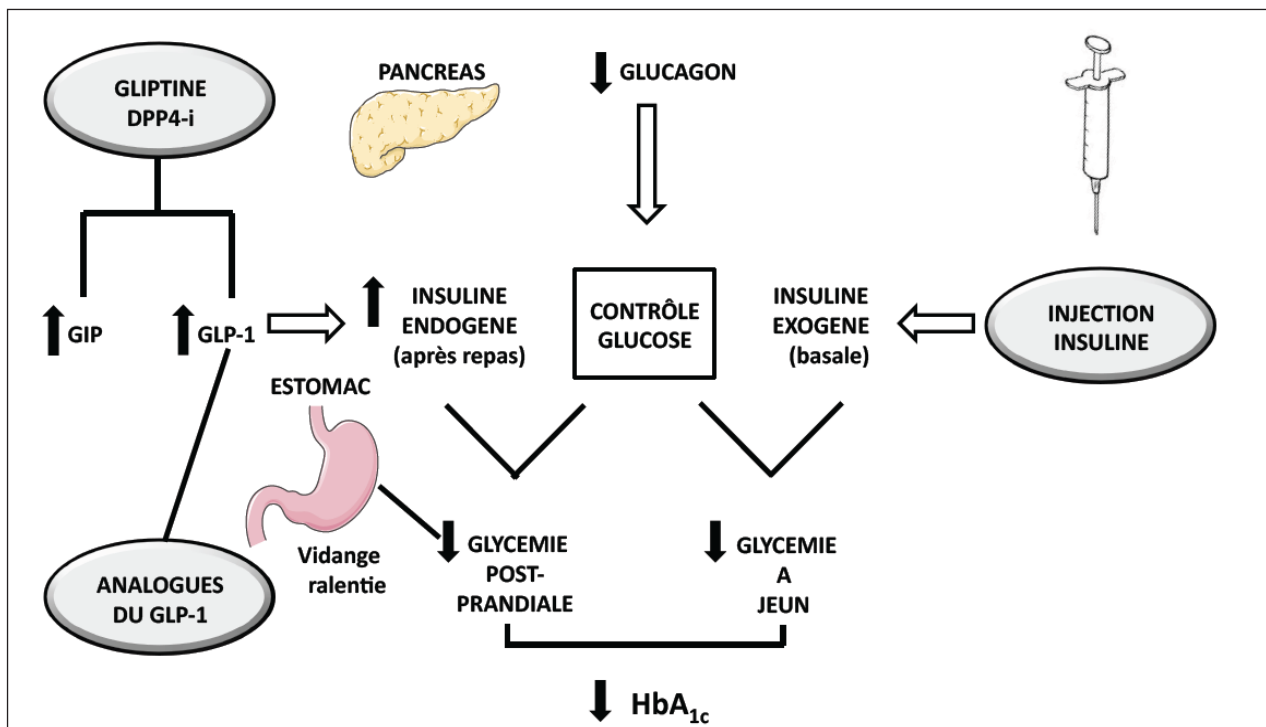 GLIPTINE
DPP4-i
PANCREAS
GLUCAGON
GIP
GLP-1
INSULINE
ENDOGENE
(après repas)
CONTRÔLE
GLUCOSE
INSULINE
EXOGENE
(basale)
INJECTION
INSULINE
ESTOMAC
Vidange
ralentie
ANALOGUES
DU GLP-1
GLYCEMIE
POST-
PRANDIALE
GLYCEMIE
A
JEUN
HbA1c